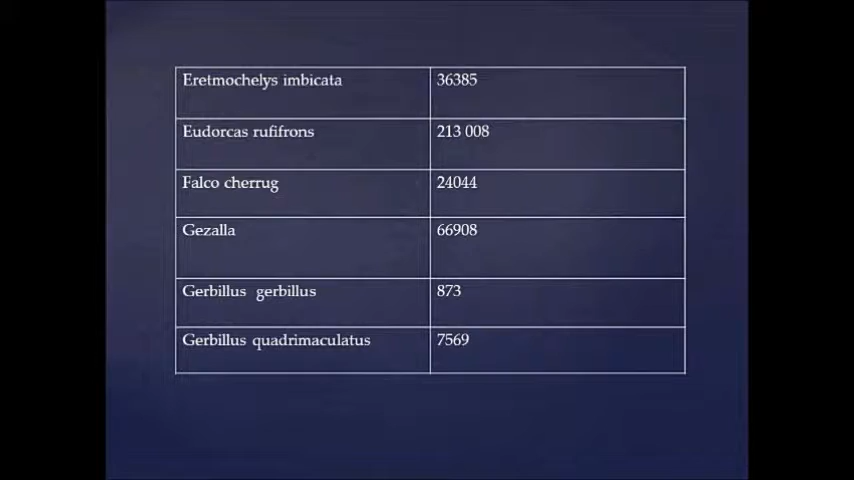 Eretmochelys imbicata 36385
Eudorcas rufifrons 213 008
Falco cherrug 24044
Gezalla 66908
Gerbillus gerbillus 873
Gerbillus quadrimaculatus 7569